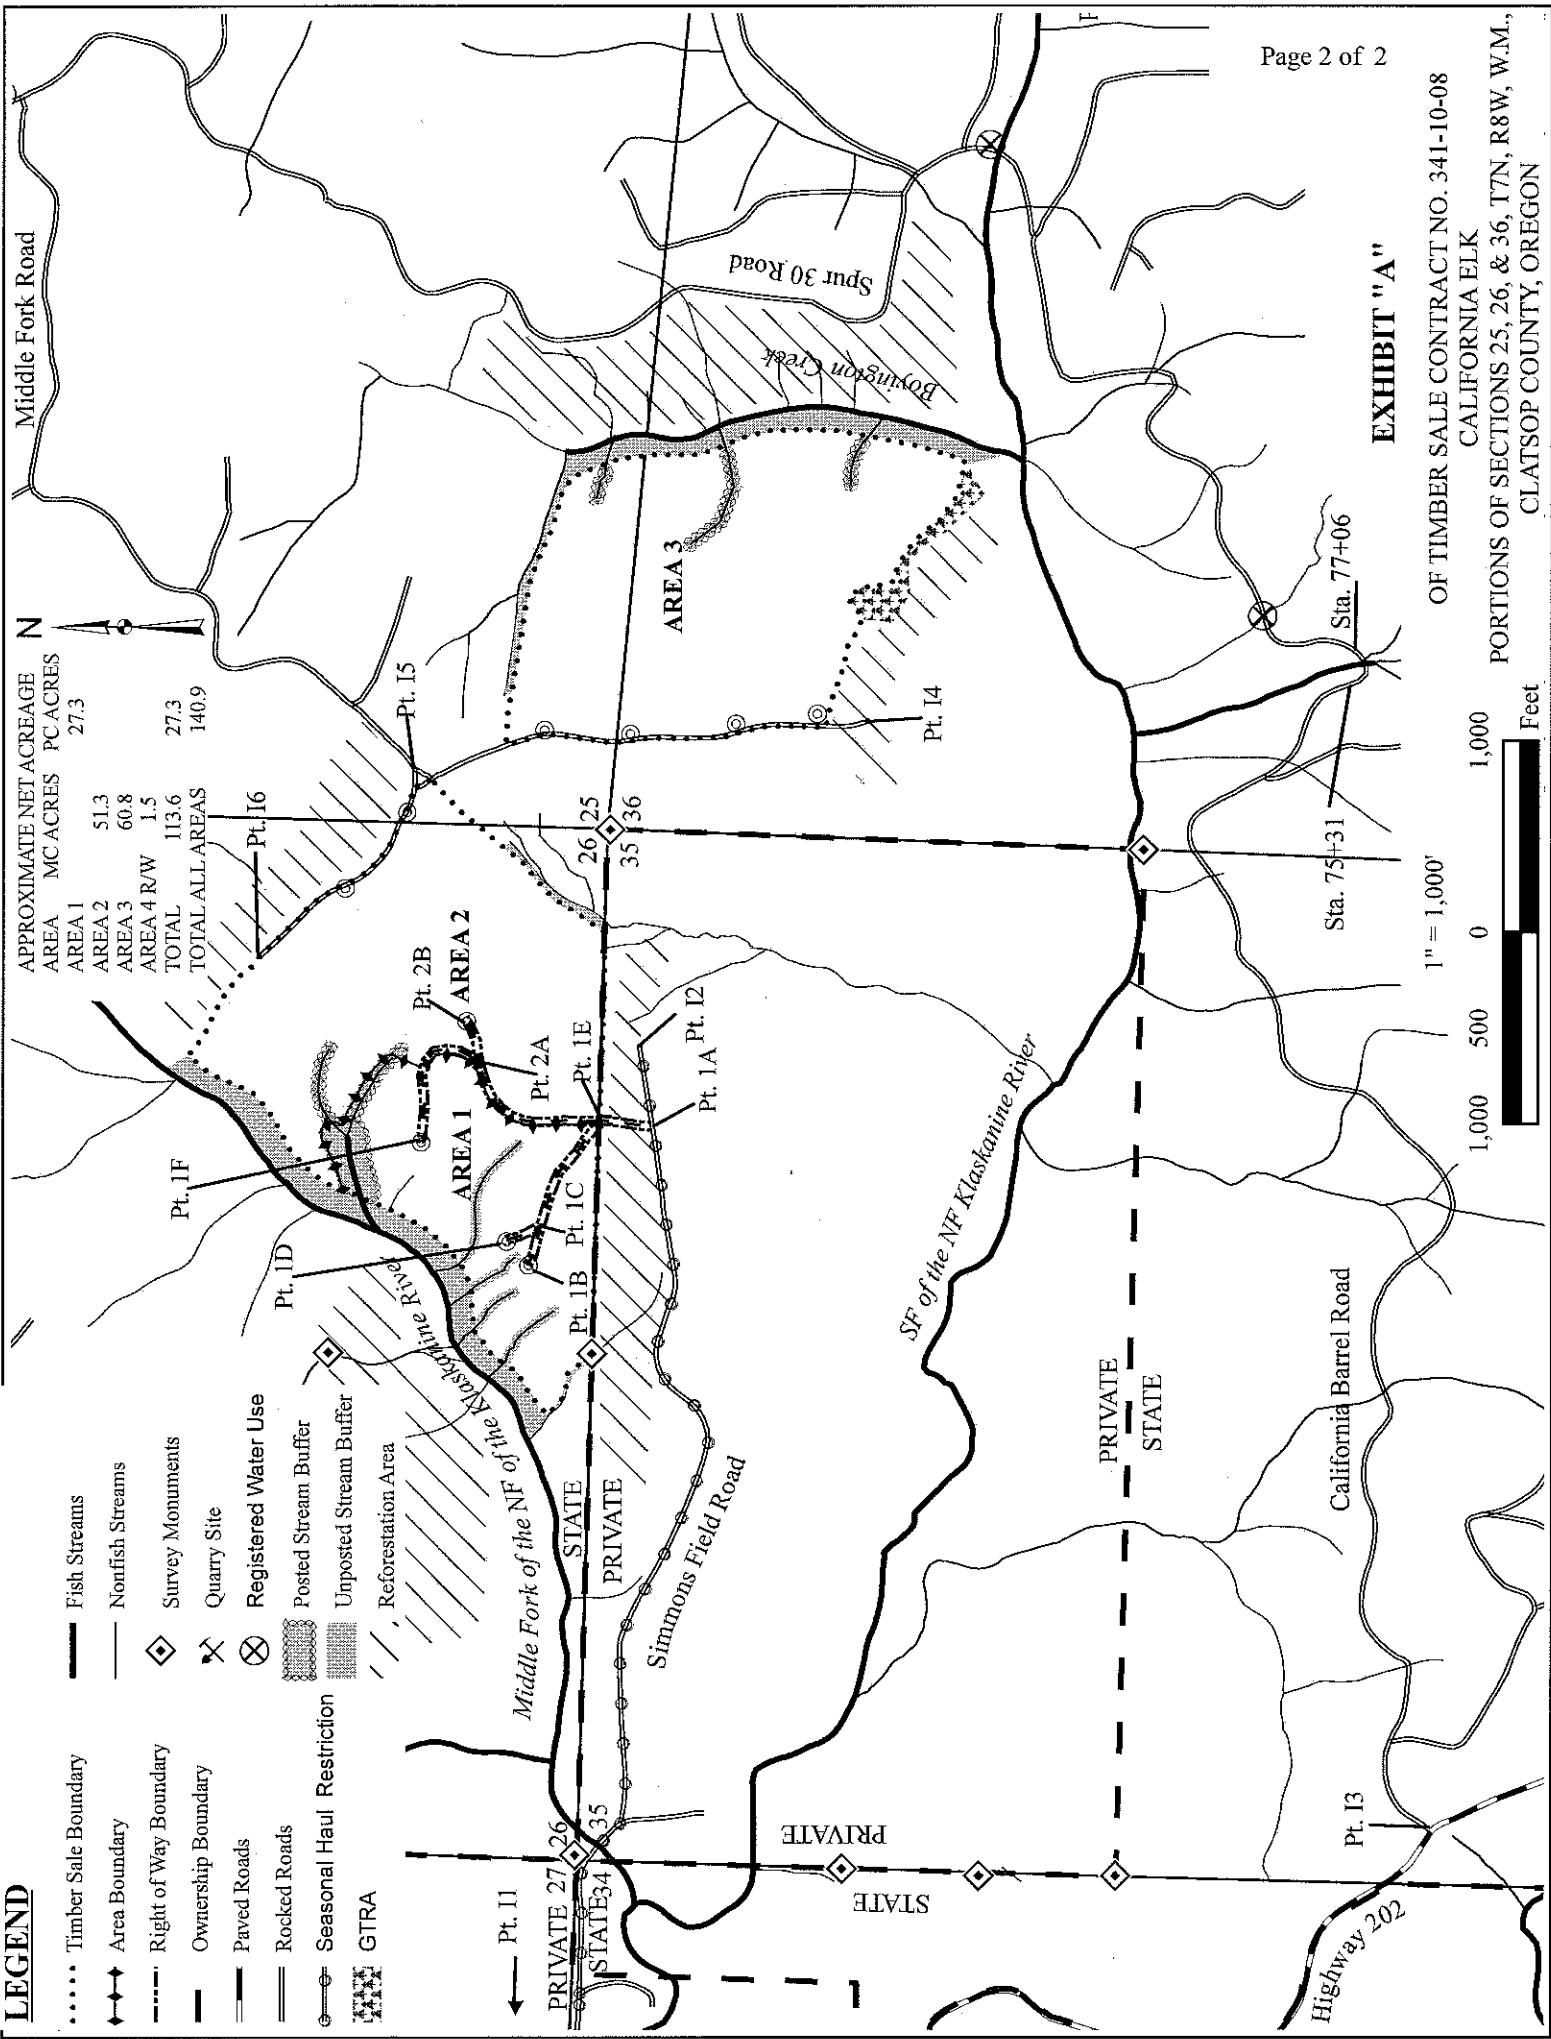 LEGEND
Timber Sale Boundary
Area Boundary
Right of Way Boundary
Ownership Boundary
Paved Roads
Rocked Roads
Seasonal Haul Restriction
GTRA
Fish Streams
Nonfish Streams
Survey Monuments
Quarry Site
Registered Water Use
Posted Stream Buffer
Unposted Stream Buffer
Reforestation Area
APPROXIMATE NET ACREAGE
AREA MC ACRES PC ACRES
AREA 1 27.3
AREA 2 51.3
AREA 3 60.8
AREA 4 R/W 1.5
TOTAL 113.6 27.3
TOTAL ALL AREAS 140.9
N
Middle Fork Road
Pt. I6
Pt. I5
Pt. 1F
Pt. 1D
Pt. 2B
AREA 2
AREA 1
Pt. 2A
Pt. 1E
Pt. 1C
Pt. 1B
Pt. I2
Pt. 1A
26 25
35 36
AREA 3
Pt. I4
Spur 30 Road
Boyington Creek
Middle Fork of the NF of the Klaskanine River
STATE
PRIVATE
Simmons Field Road
Pt. I1
PRIVATE 27 26
STATE 34 35
PRIVATE
STATE
SF of the NF Klaskanine River
PRIVATE
STATE
California Barrel Road
Pt. I3
Highway 202
Sta. 75+31
Sta. 77+06
1" = 1,000'
1,000 500 0 1,000
Feet
Page 2 of 2
EXHIBIT "A"
OF TIMBER SALE CONTRACT NO. 341-10-08
CALIFORNIA ELK
PORTIONS OF SECTIONS 25, 26, & 36, T7N, R8W, W.M.,
CLATSOP COUNTY, OREGON